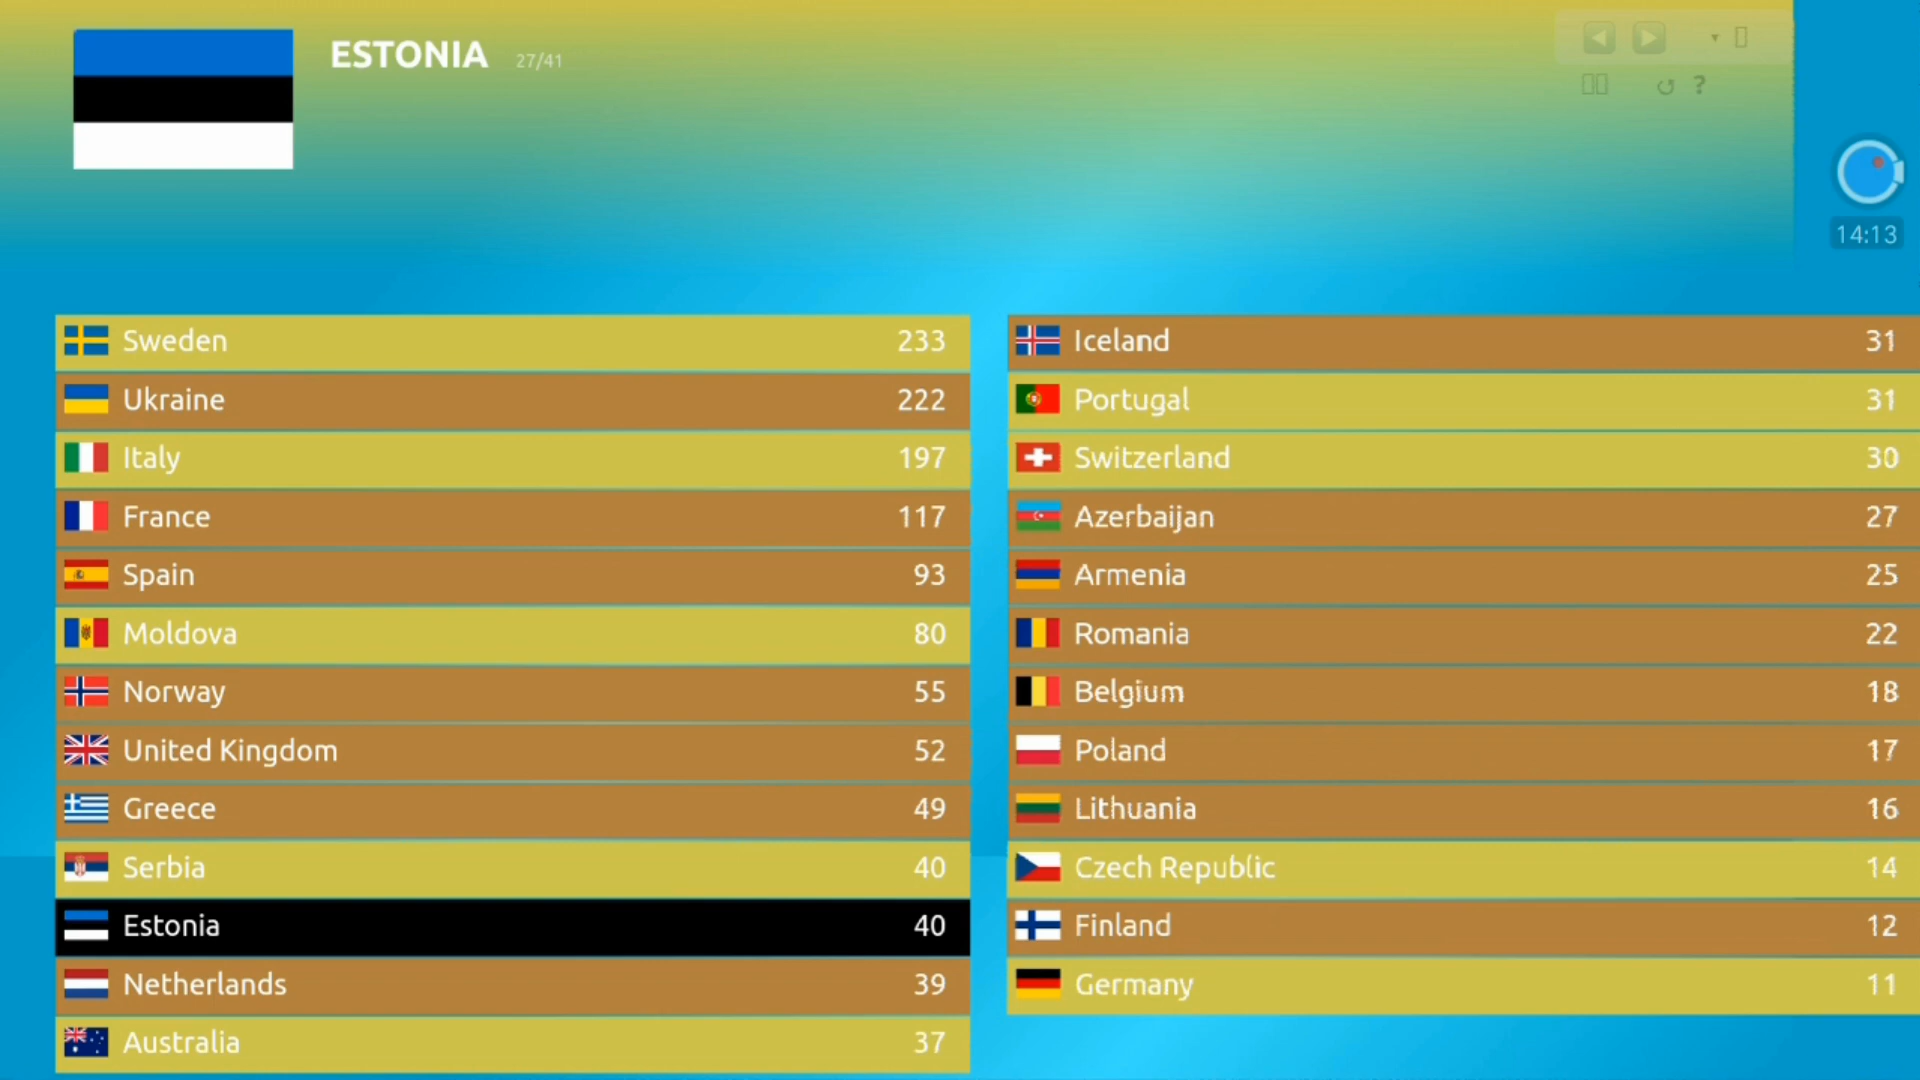 ESTONIA 27/41
?
14:13
Sweden 233
Ukraine 222
Italy 197
France 117
Spain 93
Moldova 80
Norway 55
United Kingdom 52
Greece 49
Serbia 40
Estonia 40
Netherlands 39
Australia 37
Iceland 31
Portugal 31
Switzerland 30
Azerbaijan 27
Armenia 25
Romania 22
Belgium 18
Poland 17
Lithuania 16
Czech Republic 14
Finland 12
Germany 11